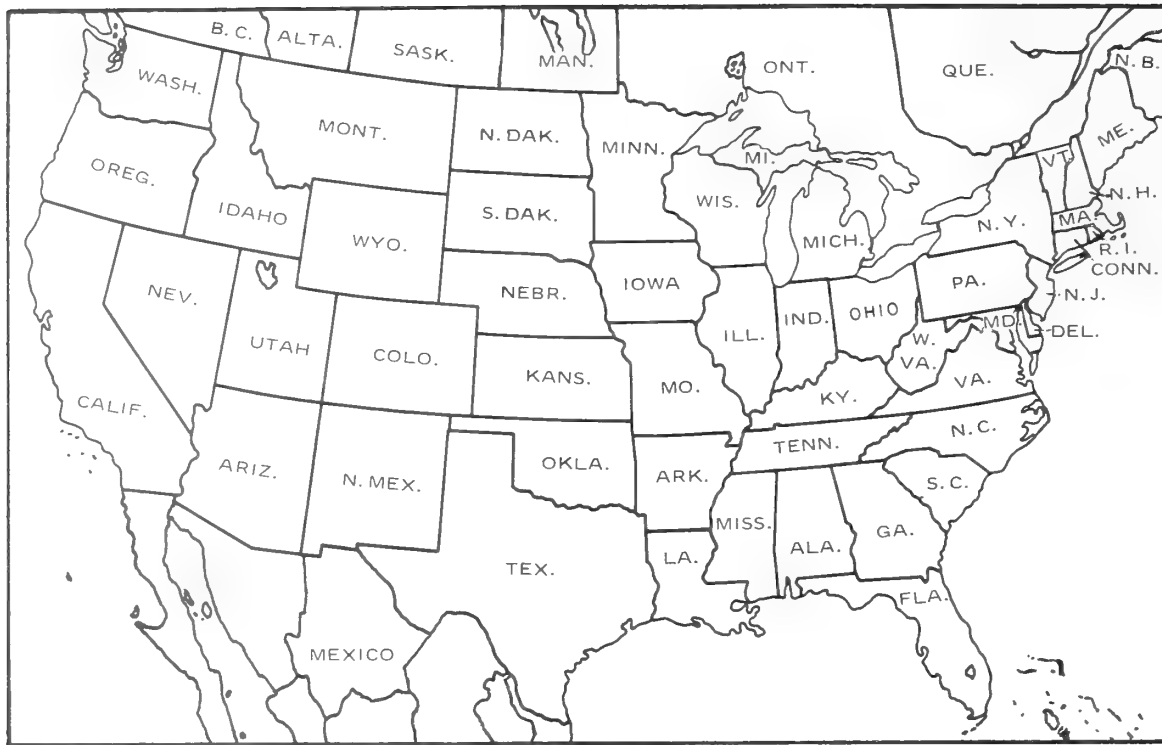 B. C.
ALTA.
SASK.
MAN.
ONT.
QUE.
N. B.
WASH.
MONT.
N. DAK.
MINN.
MI.
VT.
ME.
OREG.
IDAHO
S. DAK.
WIS.
N. H.
WYO.
MICH.
N. Y.
MA.
R. I.
CONN.
NEV.
NEBR.
IOWA
PA.
N. J.
UTAH
COLO.
ILL.
IND.
OHIO
MD.
DEL.
W.
VA.
KANS.
MO.
KY.
VA.
CALIF.
ARIZ.
N. MEX.
OKLA.
ARK.
TENN.
N. C.
S. C.
MISS.
ALA.
GA.
TEX.
LA.
FLA.
MEXICO